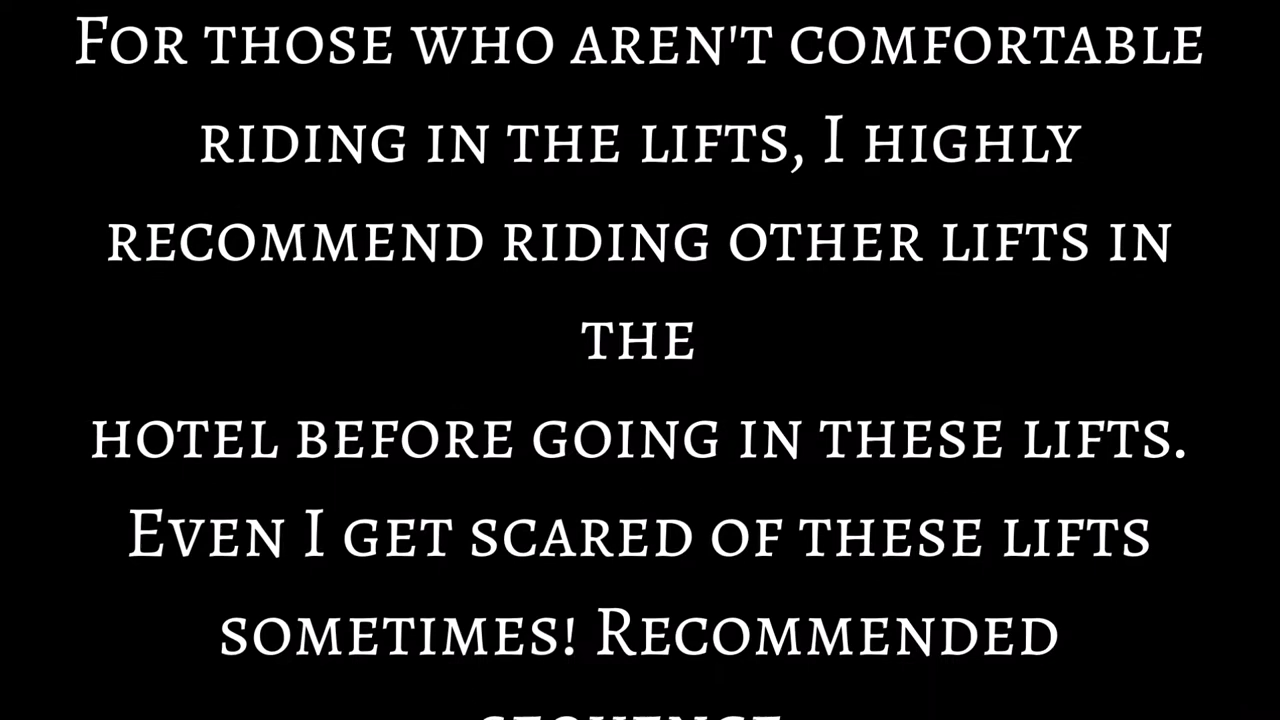 For those who aren't comfortable
riding in the lifts, I highly
recommend riding other lifts in
the
hotel before going in these lifts.
Even I get scared of these lifts
sometimes! Recommended